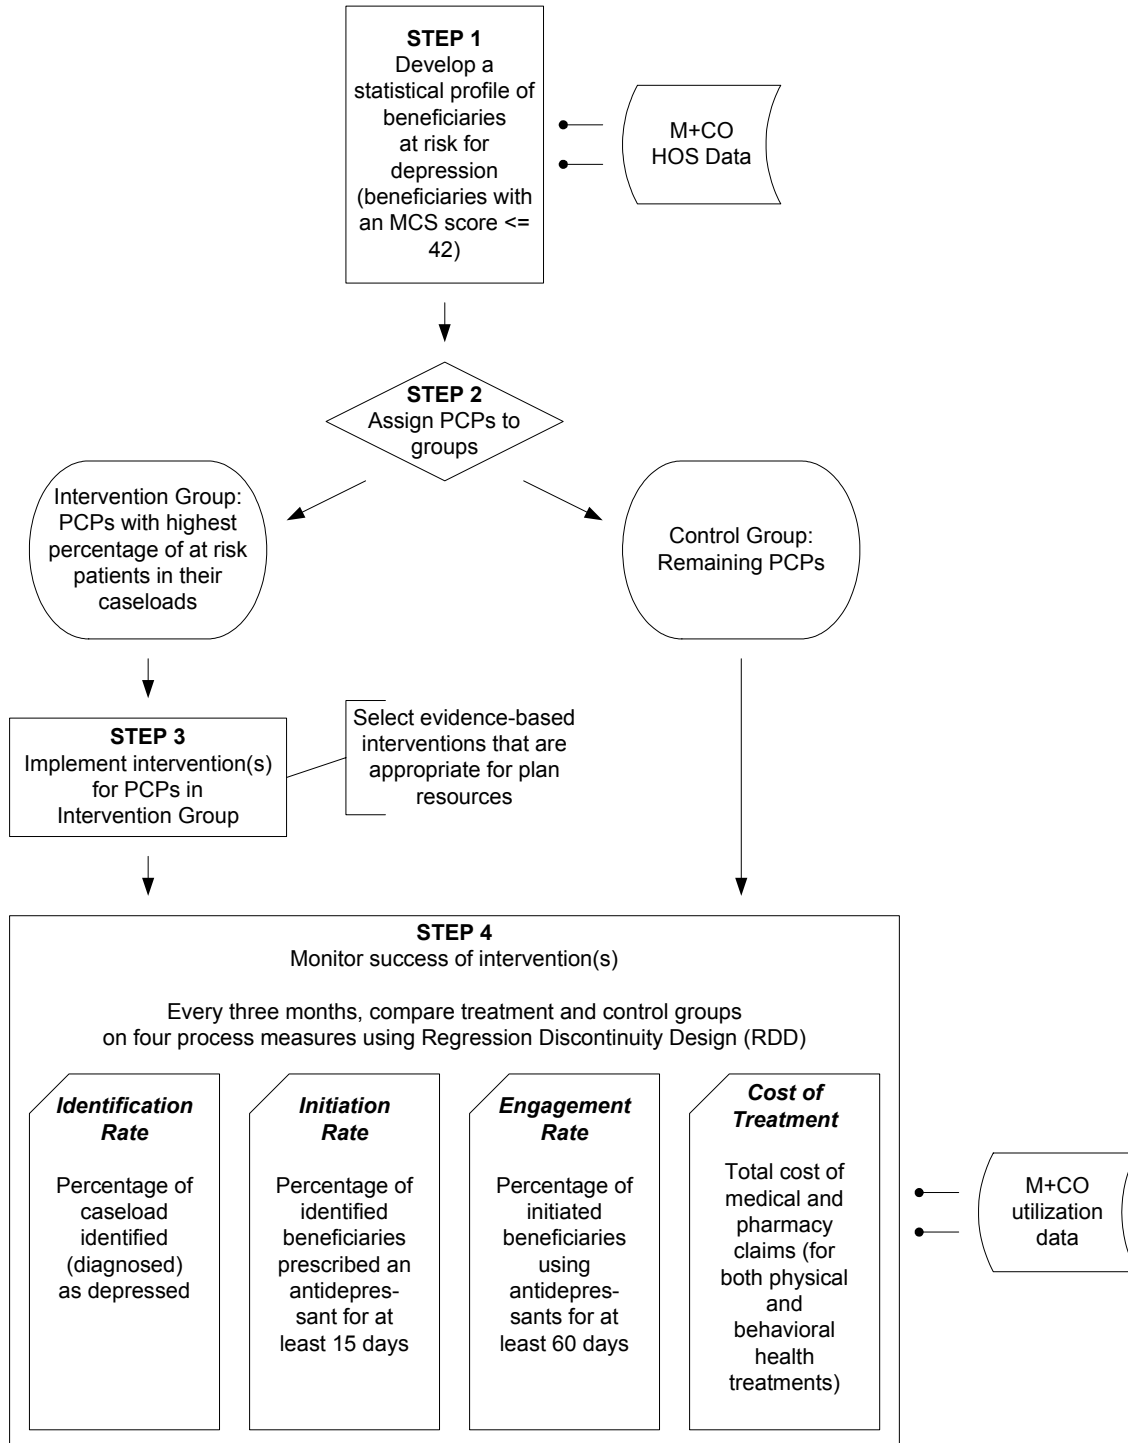 STEP 1
Develop a
statistical profile of
beneficiaries
at risk for
depression
(beneficiaries with
an MCS score <=
42)
M+CO
HOS Data
STEP 2
Assign PCPs to
groups
Intervention Group:
PCPs with highest
percentage of at risk
patients in their
caseloads
Control Group:
Remaining PCPs
STEP 3
Implement intervention(s)
for PCPs in
Intervention Group
Select evidence-based
interventions that are
appropriate for plan
resources
STEP 4
Monitor success of intervention(s)
Every three months, compare treatment and control groups
on four process measures using Regression Discontinuity Design (RDD)
Identification
Rate
Percentage of
caseload
identified
(diagnosed)
as depressed
Initiation
Rate
Percentage of
identified
beneficiaries
prescribed an
antidepres-
sant for at
least 15 days
Engagement
Rate
Percentage of
initiated
beneficiaries
using
antidepres-
sants for at
least 60 days
Cost of
Treatment
Total cost of
medical and
pharmacy
claims (for
both physical
and
behavioral
health
treatments)
M+CO
utilization
data